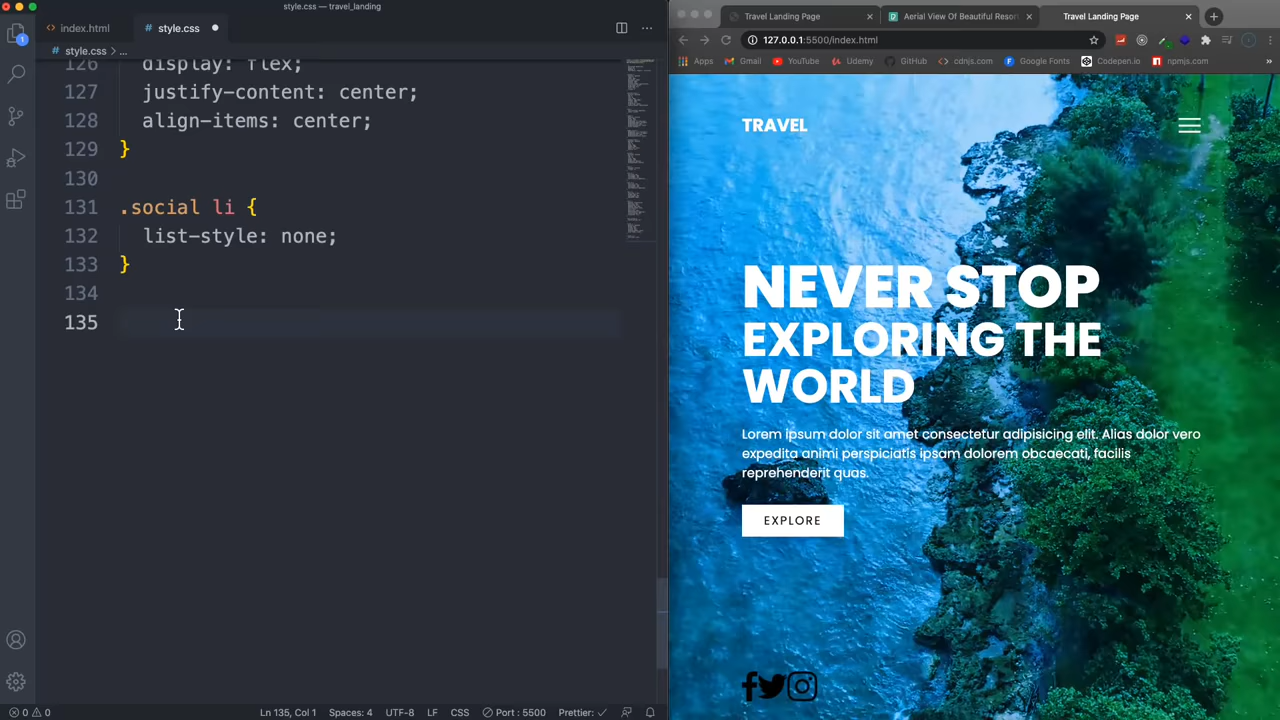 style.css — travel_landing
index.html
style.css
style.css > ...
126 display: flex;
127 justify-content: center;
128 align-items: center;
129 }
130
131 .social li {
132 list-style: none;
133 }
134
135
1
0 0
Ln 135, Col 1
Spaces: 4
UTF-8
LF
CSS
Port : 5500
Prettier: ✓
Travel Landing Page
Aerial View Of Beautiful Resor
Travel Landing Page
127.0.0.1:5500/index.html
Apps
Gmail
YouTube
Udemy
GitHub
cdnjs.com
Google Fonts
Codepen.io
npmjs.com
»
TRAVEL
NEVER STOP
EXPLORING THE
WORLD
Lorem ipsum dolor sit amet consectetur adipisicing elit. Alias dolor vero
expedita animi perspiciatis ipsam dolorem obcaecati, facilis
reprehenderit quas.
EXPLORE